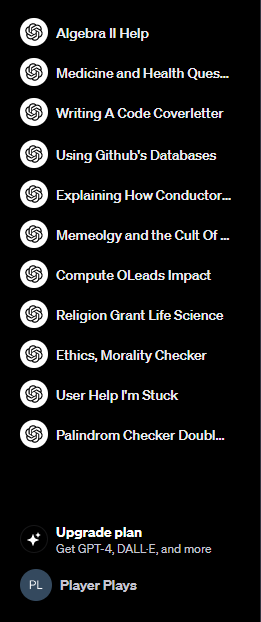 Algebra II Help
Medicine and Health Ques...
Writing A Code Coverletter
Using Github's Databases
Explaining How Conductor...
Memeolgy and the Cult Of ...
Compute OLeads Impact
Religion Grant Life Science
Ethics, Morality Checker
User Help I'm Stuck
Palindrom Checker Doubl...
Upgrade plan
Get GPT-4, DALL·E, and more
PL Player Plays